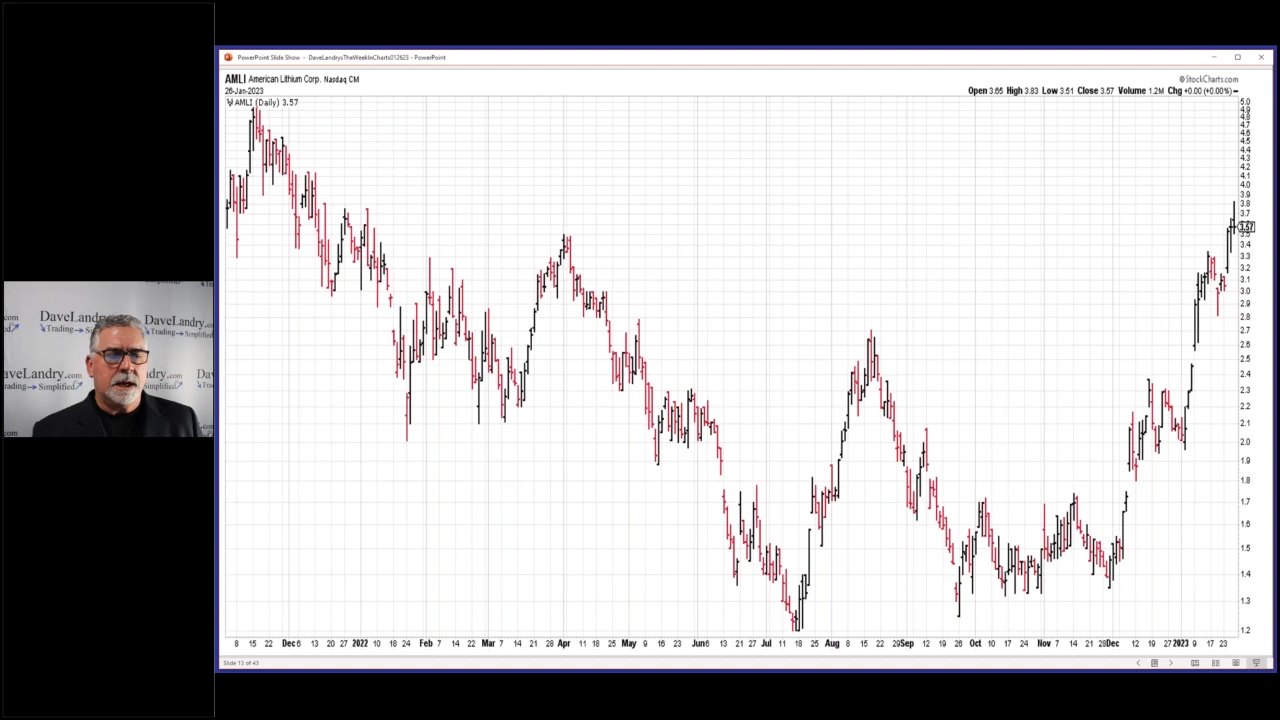 PowerPoint Slide Show - DaveLandrysTheWeekInCharts012623 - PowerPoint
AMLI American Lithium Corp. Nasdaq CM
© StockCharts.com
26-Jan-2023
Open 3.65 High 3.83 Low 3.51 Close 3.57 Volume 1.2M Chg +0.00 (+0.00%)
AMLI (Daily) 3.57
5.0
4.9
4.8
4.7
4.6
4.5
4.4
4.3
4.2
4.1
4.0
3.9
3.8
3.7
3.57
3.5
3.4
3.3
3.2
3.1
3.0
2.9
2.8
2.7
2.6
2.5
2.4
2.3
2.2
2.1
2.0
1.9
1.8
1.7
1.6
1.5
1.4
1.3
1.2
8 15 22 Dec 6 13 20 27 2022 10 18 24 Feb 7 14 22 Mar 7 14 21 28 Apr 11 18 25 May 9 16 23 Jun 6 13 21 27 Jul 11 18 25 Aug 8 15 22 29 Sep 12 19 26 Oct 10 17 24 Nov 7 14 21 28 Dec 12 19 27 2023 9 17 23
Slide 13 of 43
DaveLandry.com
Trading Simplified
DaveLandry.c
Trading Simplified
aveLandry.com
Trading Simplified